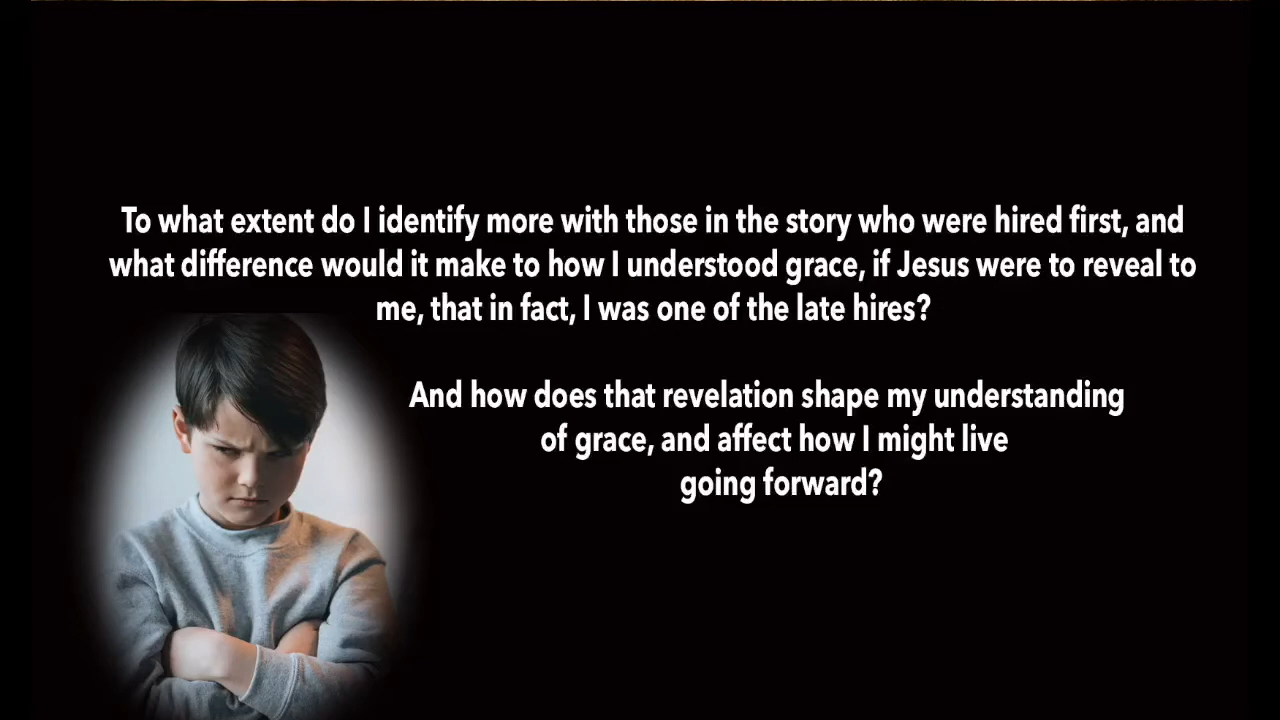 To what extent do I identify more with those in the story who were hired first, and
what difference would it make to how I understood grace, if Jesus were to reveal to
me, that in fact, I was one of the late hires?
And how does that revelation shape my understanding
of grace, and affect how I might live
going forward?